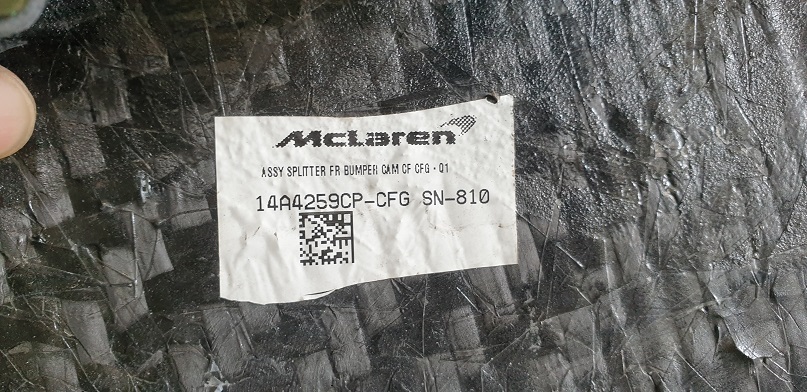 McLaren
ASSY SPLITTER FR BUMPER CAM CF CFG - 01
14A4259CP-CFG SN-810